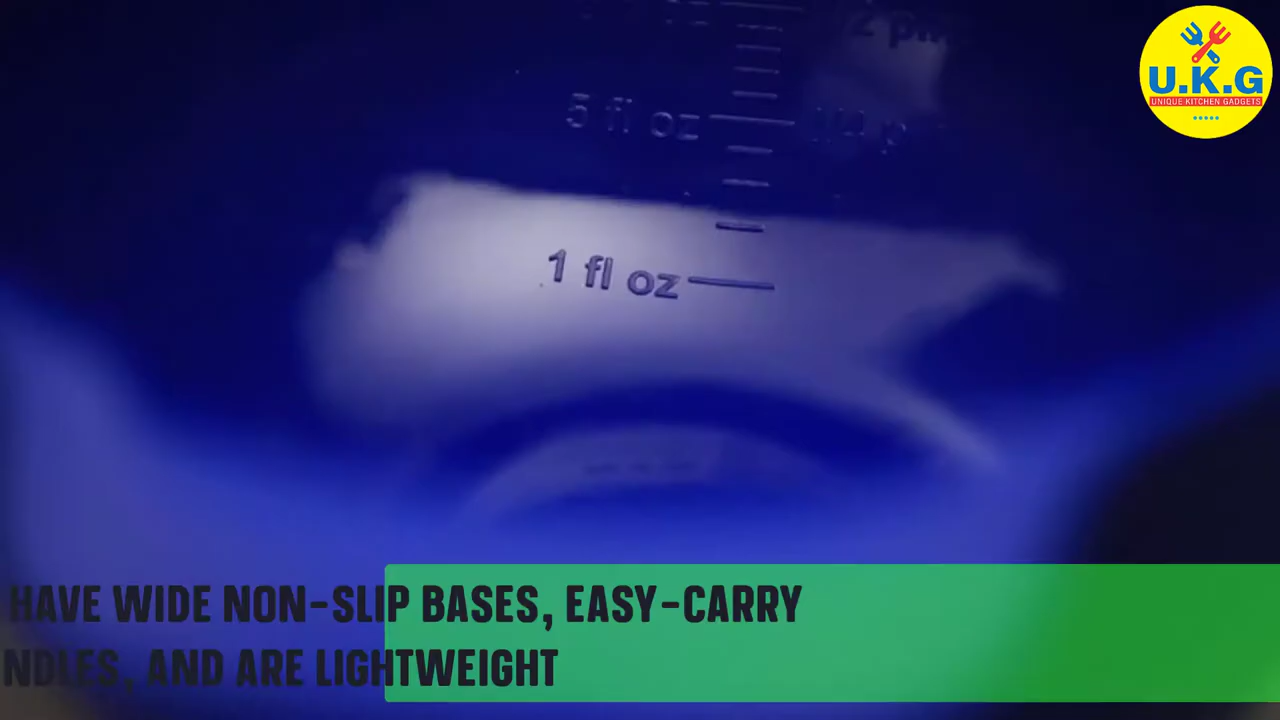 U.K.G
UNIQUE KITCHEN GADGETS
5 fl oz
1 fl oz
HAVE WIDE NON-SLIP BASES, EASY-CARRY
NDLES, AND ARE LIGHTWEIGHT